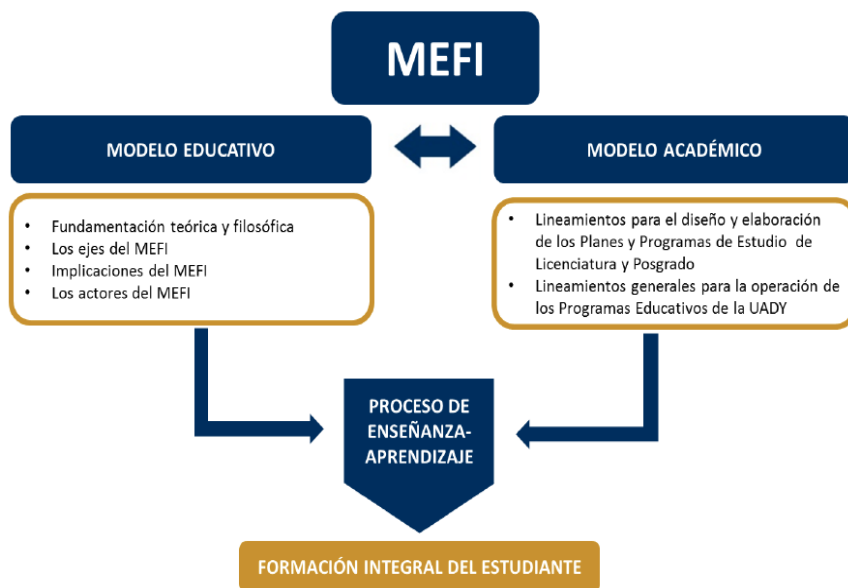 MEFI
MODELO EDUCATIVO
• Fundamentación teórica y filosófica
• Los ejes del MEFI
• Implicaciones del MEFI
• Los actores del MEFI
MODELO ACADÉMICO
• Lineamientos para el diseño y elaboración
de los Planes y Programas de Estudio de
Licenciatura y Posgrado
• Lineamientos generales para la operación de
los Programas Educativos de la UADY
PROCESO DE
ENSEÑANZA-
APRENDIZAJE
FORMACIÓN INTEGRAL DEL ESTUDIANTE